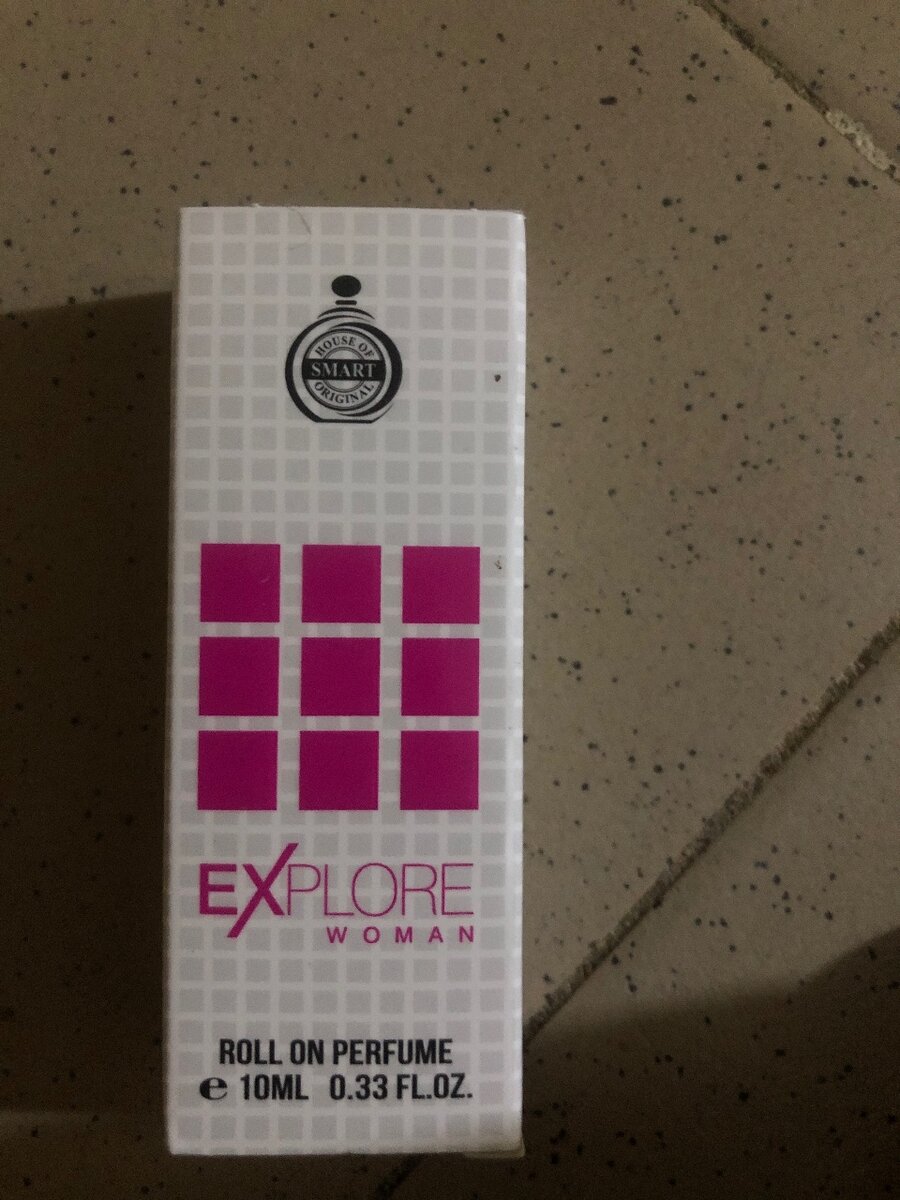 HOUSE OF
SMART
ORIGINAL
EXPLORE
WOMAN
ROLL ON PERFUME
℮ 10ML 0.33 FL.OZ.